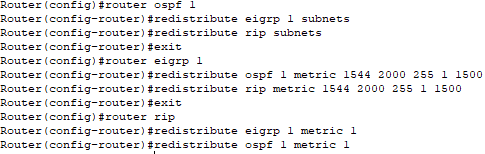 Router(config)#router ospf 1
Router(config-router)#redistribute eigrp 1 subnets
Router(config-router)#redistribute rip subnets
Router(config-router)#exit
Router(config)#router eigrp 1
Router(config-router)#redistribute ospf 1 metric 1544 2000 255 1 1500
Router(config-router)#redistribute rip metric 1544 2000 255 1 1500
Router(config-router)#exit
Router(config)#router rip
Router(config-router)#redistribute eigrp 1 metric 1
Router(config-router)#redistribute ospf 1 metric 1